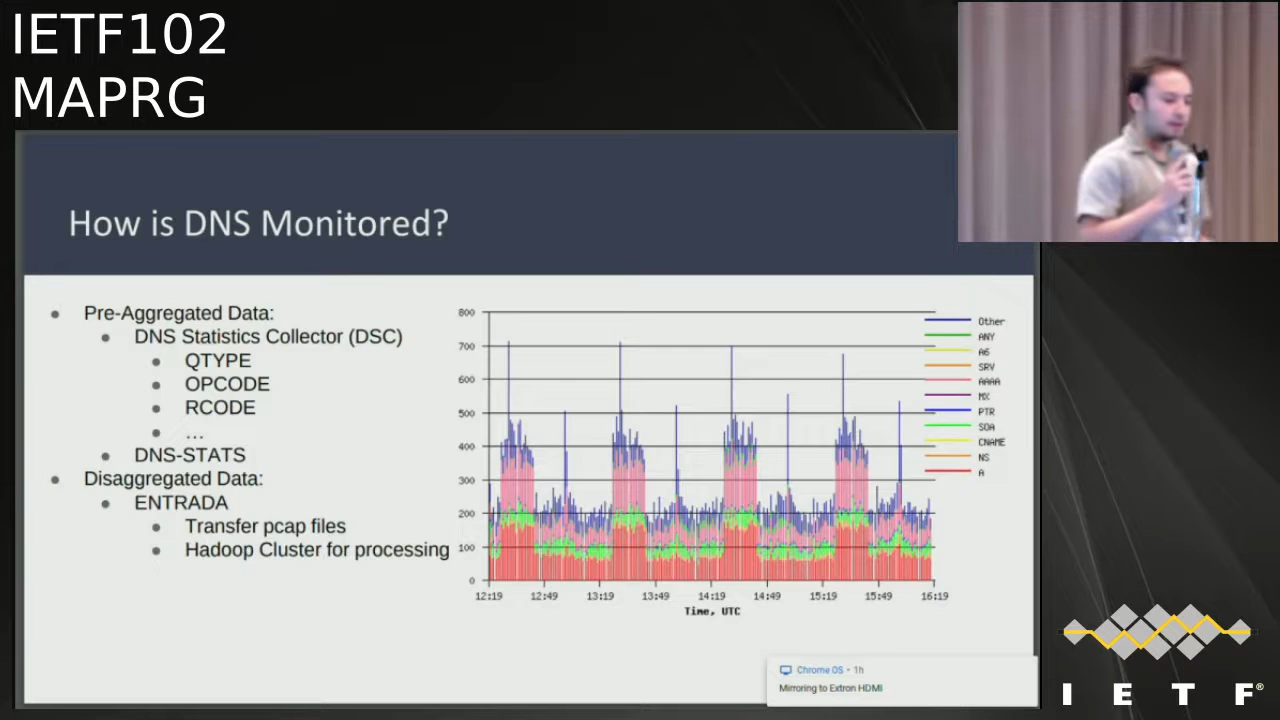 IETF102
MAPRG
How is DNS Monitored?
Pre-Aggregated Data:
DNS Statistics Collector (DSC)
QTYPE
OPCODE
RCODE
...
DNS-STATS
Disaggregated Data:
ENTRADA
Transfer pcap files
Hadoop Cluster for processing
800
700
600
500
400
300
200
100
0
12:19 12:49 13:19 13:49 14:19 14:49 15:19 15:49 16:19
Time, UTC
Other
ANY
A6
SRV
AAAA
MX
PTR
SOA
CNAME
NS
A
Chrome OS • 1h
Mirroring to Extron HDMI
I E T F®